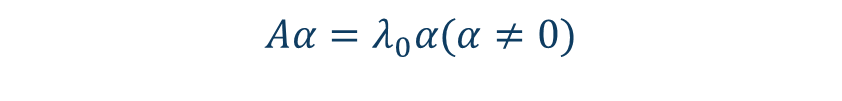 Aα = λ₀α(α ≠ 0)